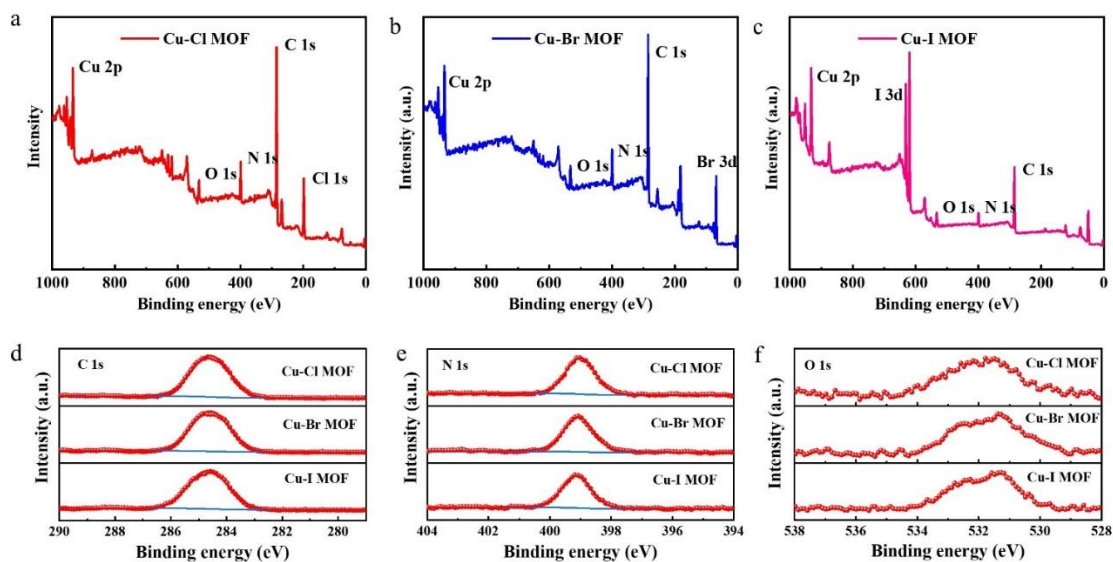 a
Cu-Cl MOF
C 1s
Cu 2p
O 1s
N 1s
Cl 1s
Intensity
1000 800 600 400 200 0
Binding energy (eV)
b
Cu-Br MOF
C 1s
Cu 2p
O 1s
N 1s
Br 3d
Intensity (a.u.)
1000 800 600 400 200 0
Binding energy (eV)
c
Cu-I MOF
Cu 2p
I 3d
C 1s
O 1s
N 1s
Intensity (a.u.)
1000 800 600 400 200 0
Binding energy (eV)
d
C 1s
Cu-Cl MOF
Cu-Br MOF
Cu-I MOF
Intensity (a.u.)
290 288 286 284 282 280
Binding energy (eV)
e
N 1s
Cu-Cl MOF
Cu-Br MOF
Cu-I MOF
Intensity (a.u.)
404 402 400 398 396 394
Binding energy (eV)
f
O 1s
Cu-Cl MOF
Cu-Br MOF
Cu-I MOF
Intensity (a.u.)
538 536 534 532 530 528
Binding energy (eV)